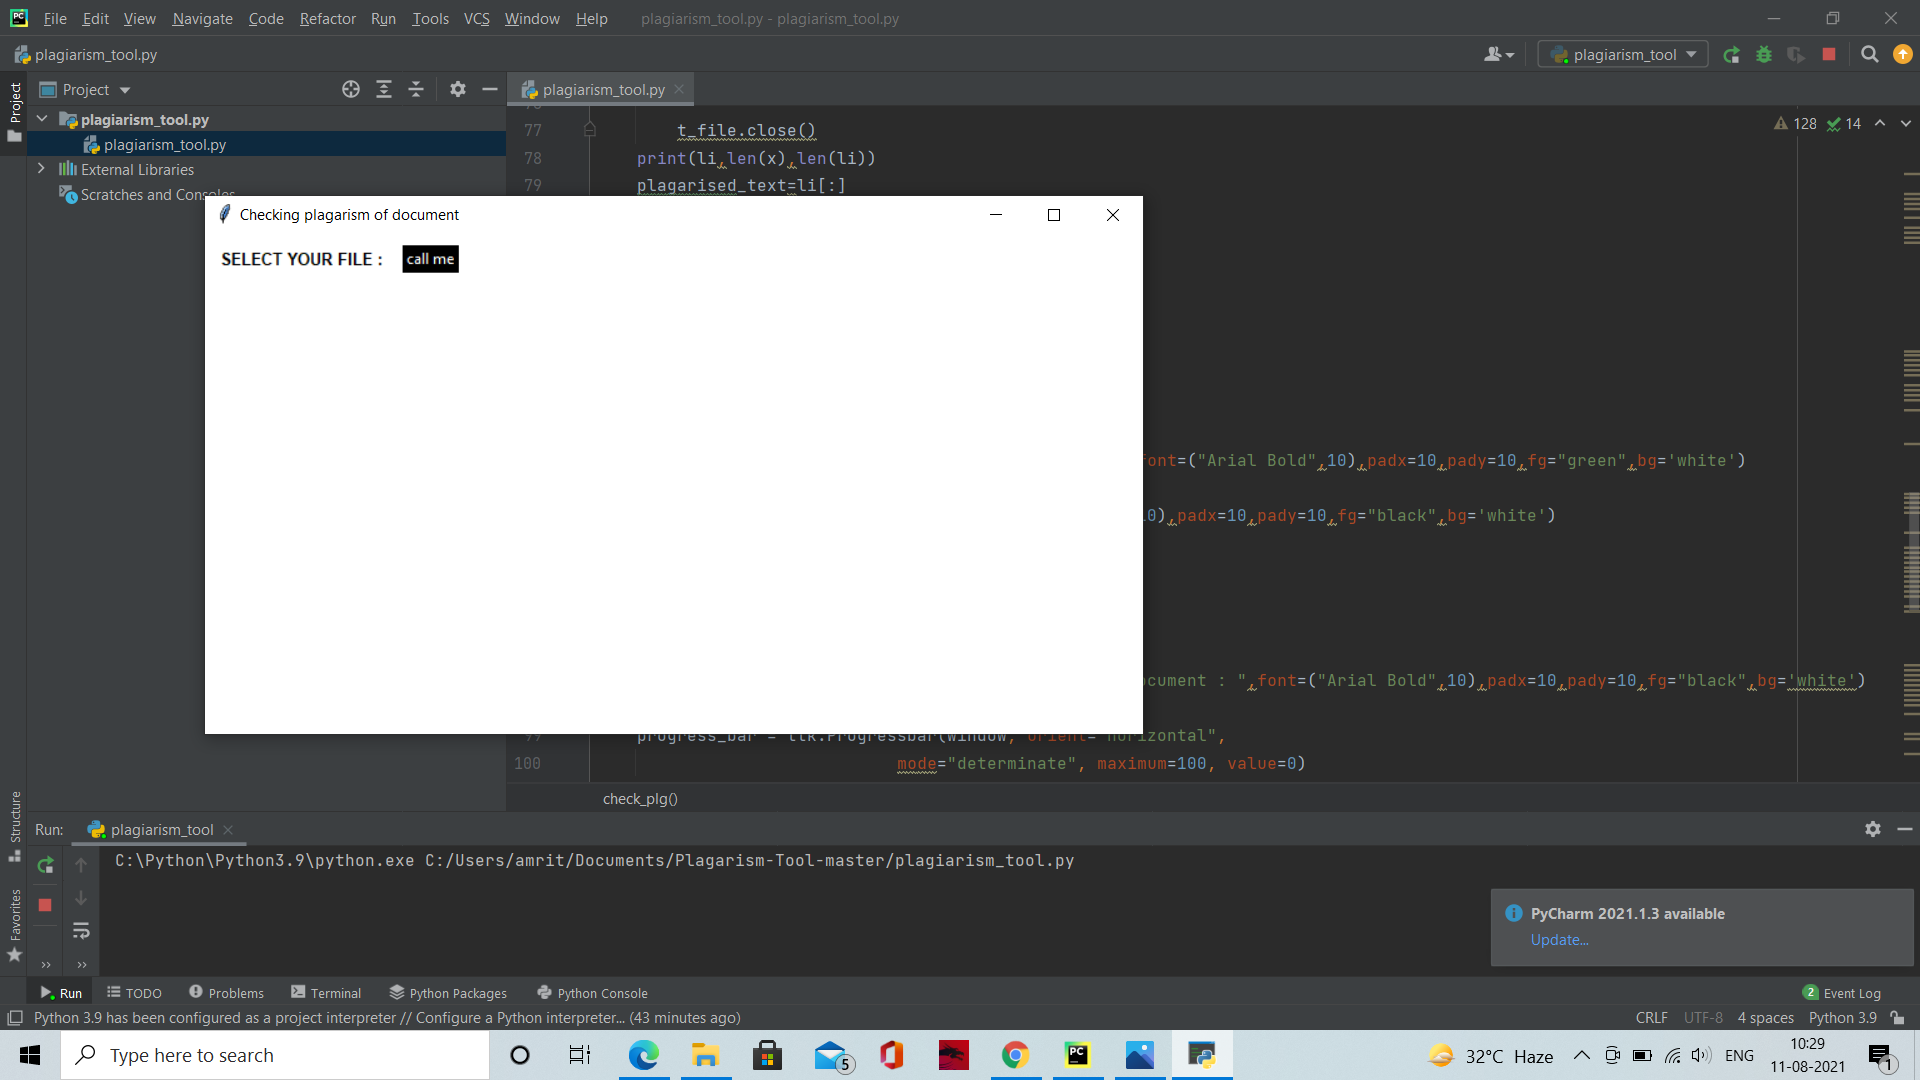 File Edit View Navigate Code Refactor Run Tools VCS Window Help plagiarism_tool.py - plagiarism_tool.py
plagiarism_tool.py
plagiarism_tool
Project
Project
plagiarism_tool.py
plagiarism_tool.py
External Libraries
Scratches and Consoles
plagiarism_tool.py
128 14
77 t_file.close()
78 print(li,len(x),len(li))
79 plagarised_text=li[:]
Checking plagarism of document
SELECT YOUR FILE : call me
font=("Arial Bold",10),padx=10,pady=10,fg="green",bg='white')
0),padx=10,pady=10,fg="black",bg='white')
ocument : ",font=("Arial Bold",10),padx=10,pady=10,fg="black",bg='white')
99 progress_bar = ttk.Progressbar(window, orient="horizontal",
100 mode="determinate", maximum=100, value=0)
check_plg()
Structure
Favorites
Run: plagiarism_tool
C:\Python\Python3.9\python.exe C:/Users/amrit/Documents/Plagarism-Tool-master/plagiarism_tool.py
PyCharm 2021.1.3 available
Update...
Run TODO Problems Terminal Python Packages Python Console
2 Event Log
Python 3.9 has been configured as a project interpreter // Configure a Python interpreter... (43 minutes ago)
CRLF UTF-8 4 spaces Python 3.9
Type here to search
5
PC
32°C Haze
ENG
10:29
11-08-2021
1